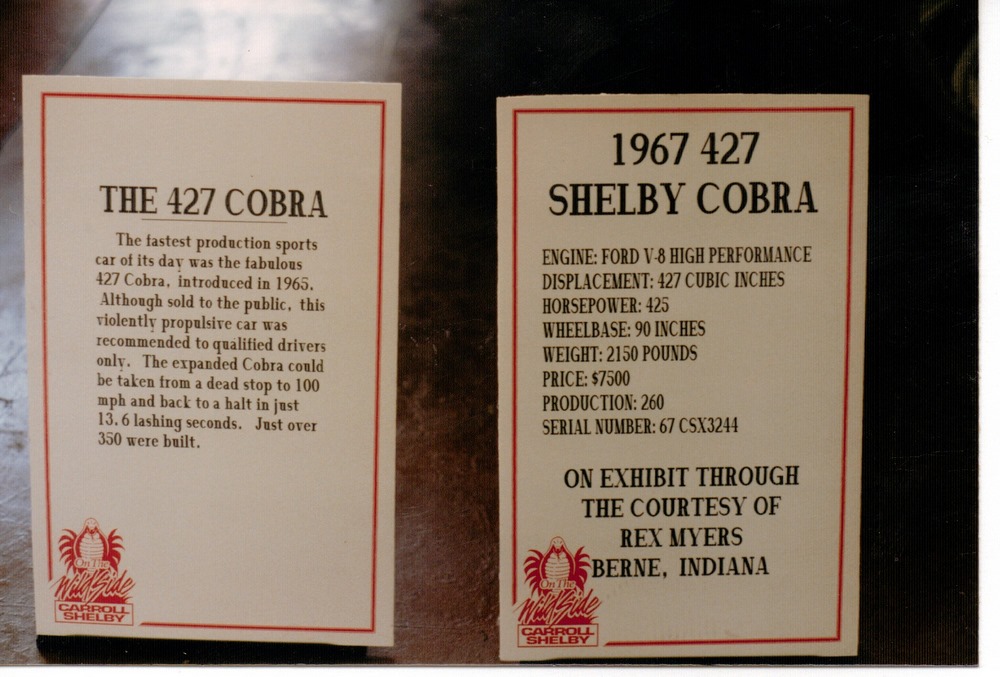 THE 427 COBRA
The fastest production sports
car of its day was the fabulous
427 Cobra, introduced in 1965.
Although sold to the public, this
violently propulsive car was
recommended to qualified drivers
only. The expanded Cobra could
be taken from a dead stop to 100
mph and back to a halt in just
13.6 lashing seconds. Just over
350 were built.
On The
Wild Side
CARROLL
SHELBY
1967 427
SHELBY COBRA
ENGINE: FORD V-8 HIGH PERFORMANCE
DISPLACEMENT: 427 CUBIC INCHES
HORSEPOWER: 425
WHEELBASE: 90 INCHES
WEIGHT: 2150 POUNDS
PRICE: $7500
PRODUCTION: 260
SERIAL NUMBER: 67 CSX3244
ON EXHIBIT THROUGH
THE COURTESY OF
REX MYERS
BERNE, INDIANA
On The
Wild Side
CARROLL
SHELBY